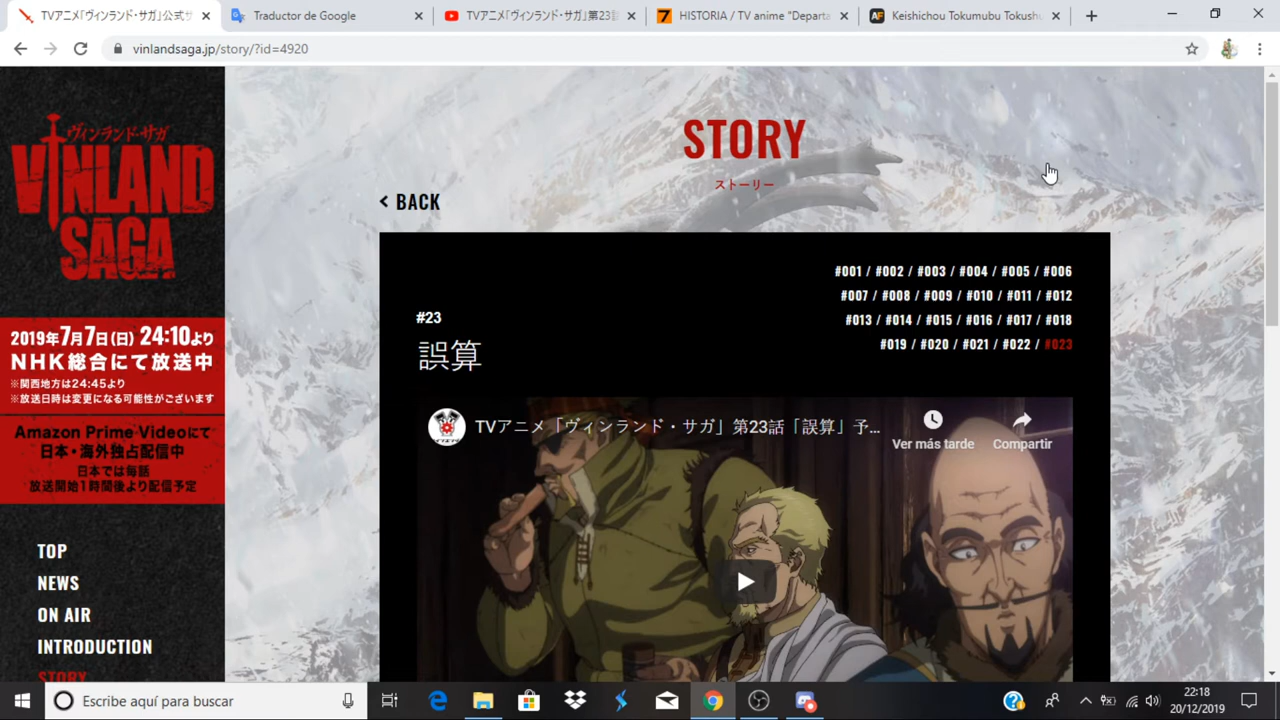 TVアニメ「ヴィンランド・サガ」公式サ
Traductor de Google
TVアニメ「ヴィンランド・サガ」第23話
HISTORIA / TV anime "Departa
Keishichou Tokumubu Tokushu
vinlandsaga.jp/story/?id=4920
ヴィンランド・サガ
VINLAND
SAGA
2019年7月7日(日) 24:10より
NHK総合にて放送中
※関西地方は24:45より
※放送日時は変更になる可能性がございます
Amazon Prime Videoにて
日本・海外独占配信中
日本では毎話
放送開始1時間後より配信予定
TOP
NEWS
ON AIR
INTRODUCTION
STORY
STORY
ストーリー
< BACK
#001 / #002 / #003 / #004 / #005 / #006
#007 / #008 / #009 / #010 / #011 / #012
#013 / #014 / #015 / #016 / #017 / #018
#019 / #020 / #021 / #022 / #023
#23
誤算
TVアニメ「ヴィンランド・サガ」第23話「誤算」予...
Ver más tarde
Compartir
Escribe aquí para buscar
22:18
20/12/2019